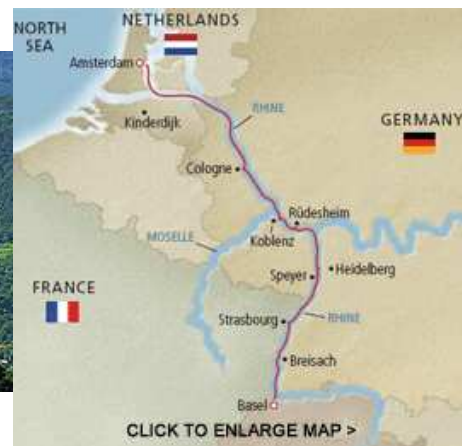 NORTH
SEA
NETHERLANDS
Amsterdam
Kinderdijk
RHINE
GERMANY
Cologne
Rüdesheim
Koblenz
MOSELLE
Heidelberg
Speyer
FRANCE
Strasbourg
RHINE
Breisach
Basel
CLICK TO ENLARGE MAP >